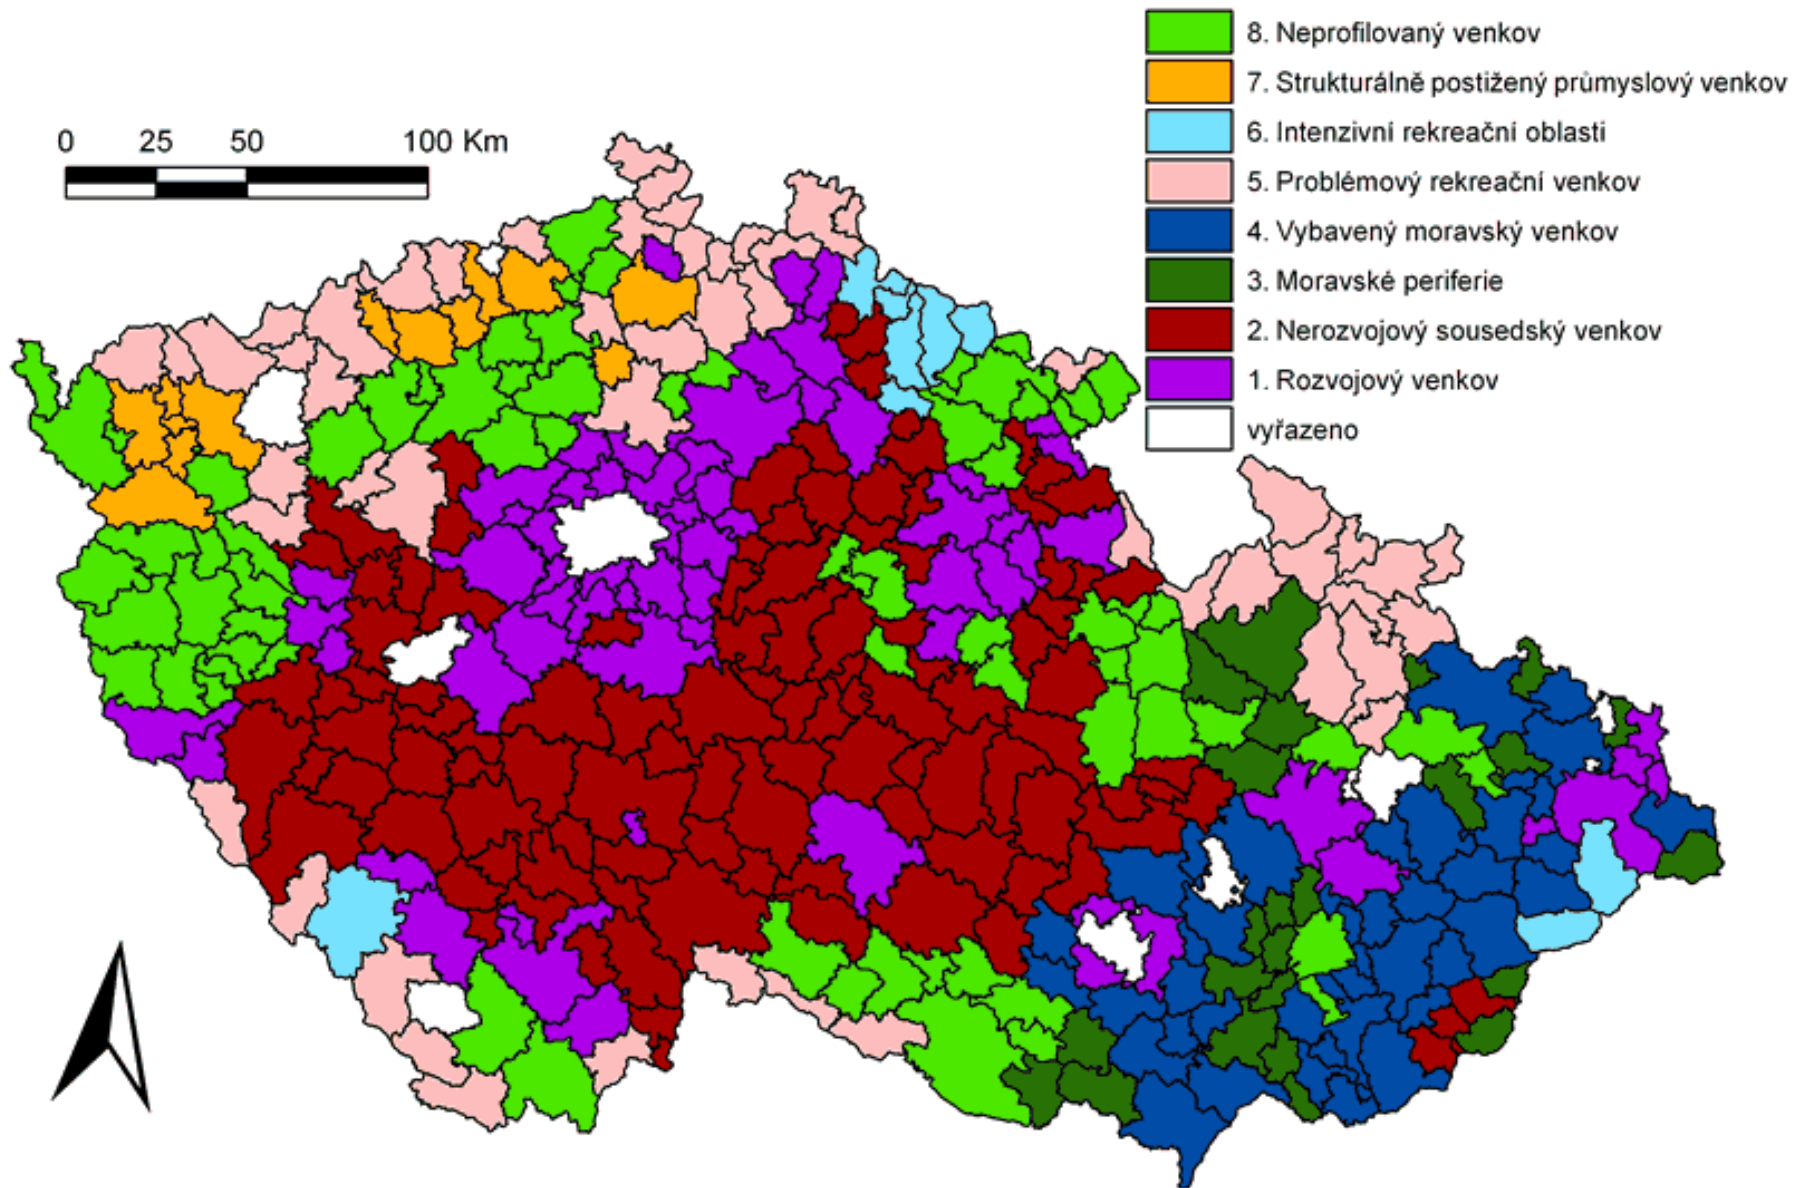 8. Neprofilovaný venkov
7. Strukturálně postižený průmyslový venkov
6. Intenzivní rekreační oblasti
5. Problémový rekreační venkov
4. Vybavený moravský venkov
3. Moravské periferie
2. Nerozvojový sousedský venkov
1. Rozvojový venkov
vyřazeno
0 25 50 100 Km